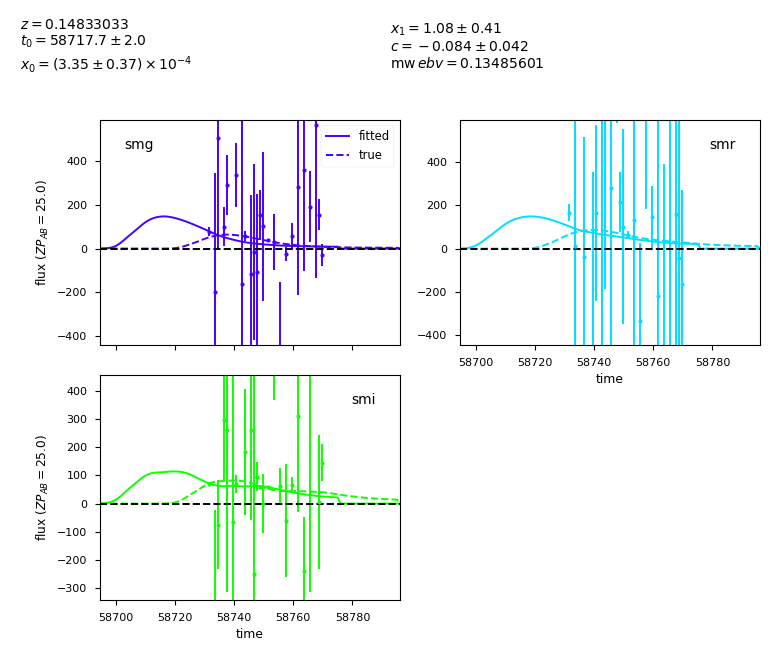 z = 0.14833033
t₀ = 58717.7 ± 2.0
x₀ = (3.35 ± 0.37) × 10⁻⁴
x₁ = 1.08 ± 0.41
c = −0.084 ± 0.042
mw ebv = 0.13485601
smg
fitted
true
400
200
0
−200
−400
flux (ZP_AB = 25.0)
smr
400
200
0
−200
−400
58700 58720 58740 58760 58780
time
smi
400
300
200
100
0
−100
−200
−300
flux (ZP_AB = 25.0)
58700 58720 58740 58760 58780
time